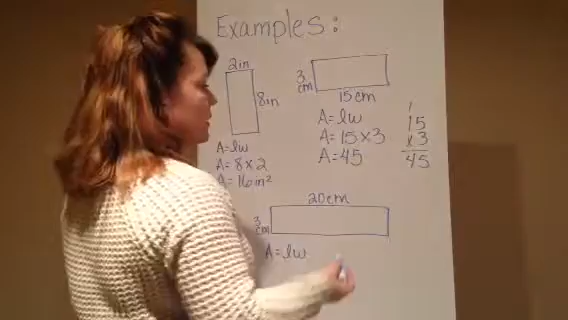 Examples:
2in
8in
A=lw
A=8x2
A=16in²
3
cm
15cm
A=lw
A=15x3
A=45
1
15
x3
45
20cm
3
cm
A=lw